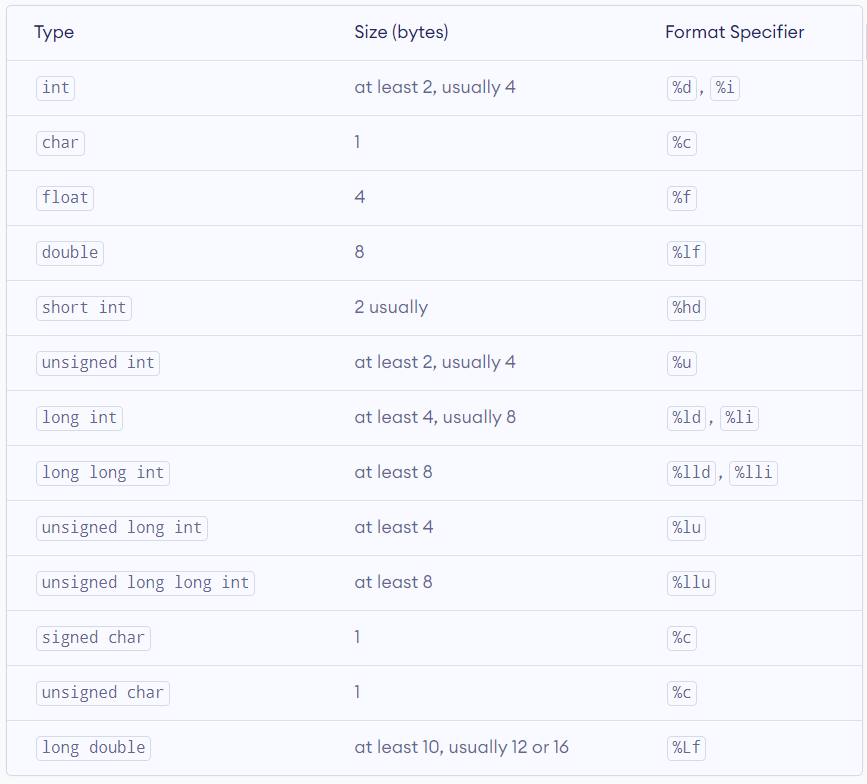 Type Size (bytes) Format Specifier
int at least 2, usually 4 %d, %i
char 1 %c
float 4 %f
double 8 %lf
short int 2 usually %hd
unsigned int at least 2, usually 4 %u
long int at least 4, usually 8 %ld, %li
long long int at least 8 %lld, %lli
unsigned long int at least 4 %lu
unsigned long long int at least 8 %llu
signed char 1 %c
unsigned char 1 %c
long double at least 10, usually 12 or 16 %Lf